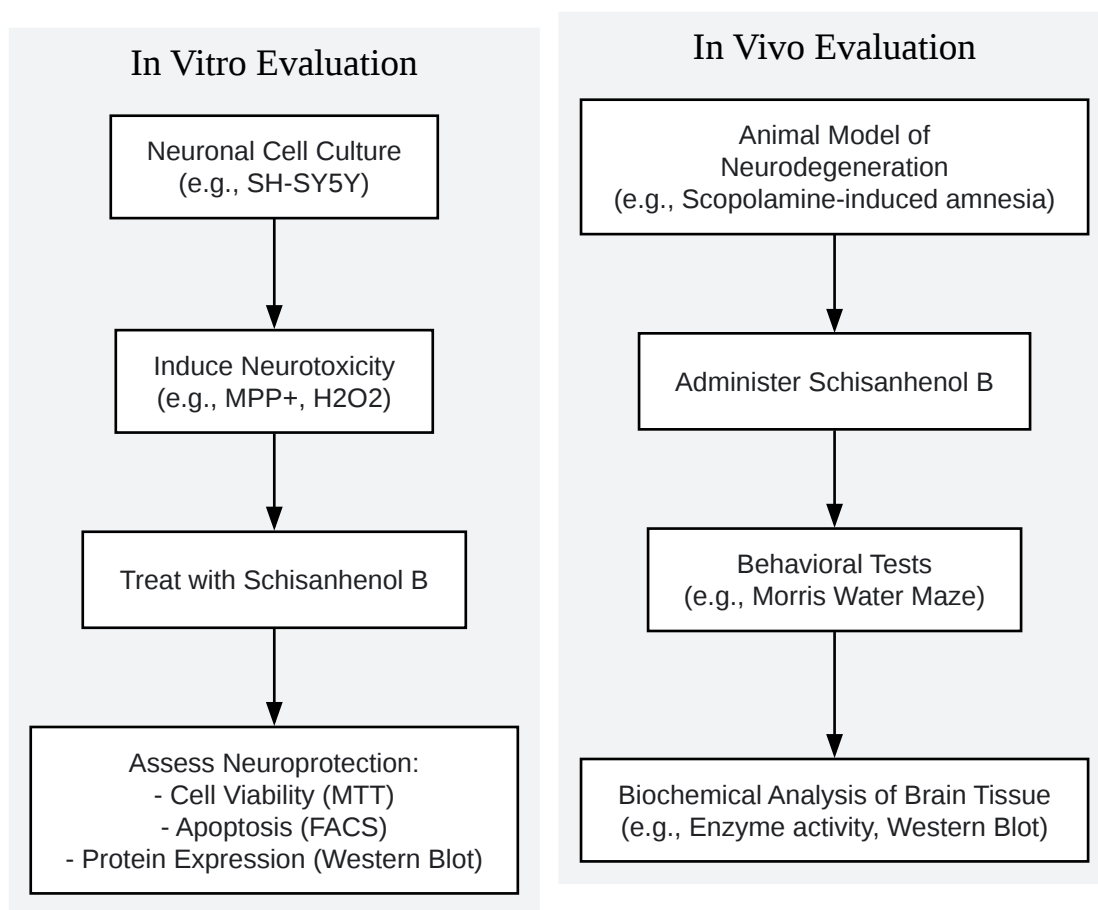 In Vitro Evaluation
Neuronal Cell Culture
(e.g., SH-SY5Y)
Induce Neurotoxicity
(e.g., MPP+, H2O2)
Treat with Schisanhenol B
Assess Neuroprotection:
- Cell Viability (MTT)
- Apoptosis (FACS)
- Protein Expression (Western Blot)
In Vivo Evaluation
Animal Model of
Neurodegeneration
(e.g., Scopolamine-induced amnesia)
Administer Schisanhenol B
Behavioral Tests
(e.g., Morris Water Maze)
Biochemical Analysis of Brain Tissue
(e.g., Enzyme activity, Western Blot)